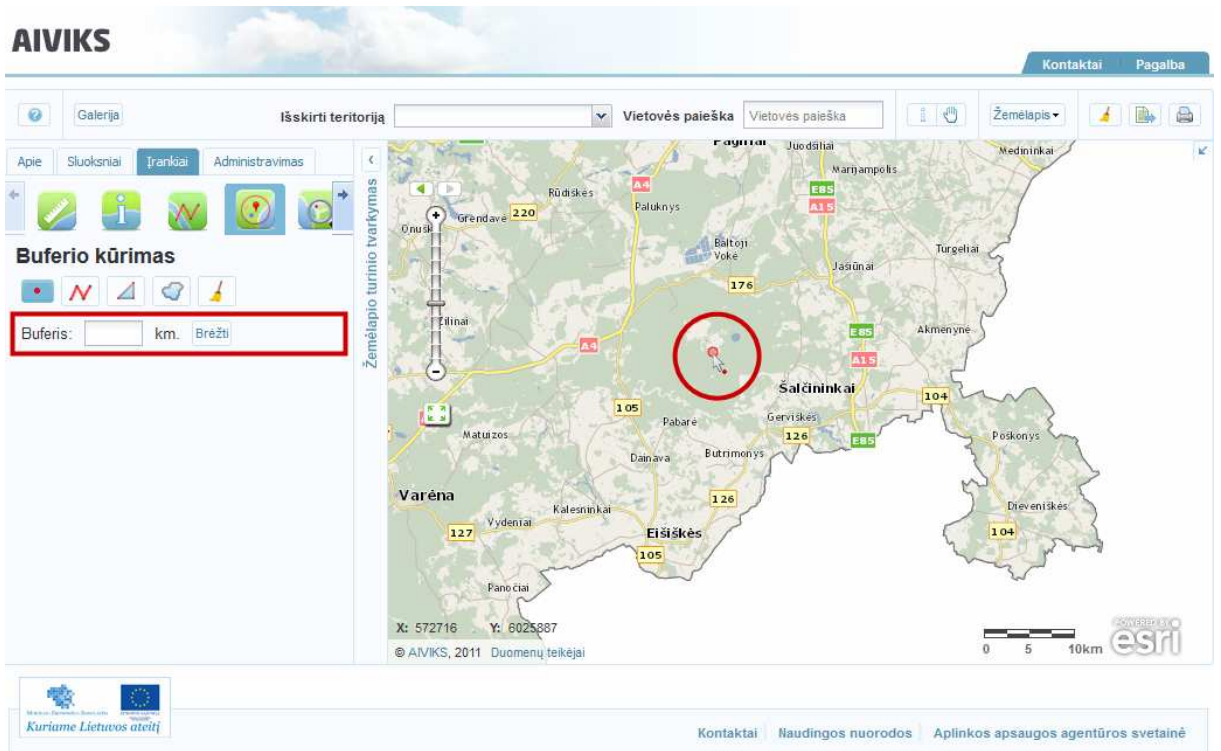 AIVIKS
Kontaktai Pagalba
Galerija Išskirti teritoriją Vietovės paieška Vietovės paieška Žemėlapis
Apie Sluoksniai Įrankiai Administravimas
Buferio kūrimas
Buferis: km. Brėžti
Žemėlapio turinio tvarkymas
Juodšiliai
Medininkai
Marijampolis
A4
E85
Rūdiškės
Paluknys
A15
Grendavė 220
Baltoji
Vokė
Turgeliai
Jašiūnai
176
Žilinai
E85
Akmenynė
A4
A15
Šalčininkai
104
105
Pabarė
Gerviškės
126
E85
Matuizos
Poškonys
Dainava
Butrimonys
Varėna
126
Kalesninkai
Dieveniškės
Vydeniai
127
Eišiškės
104
105
Panočiai
X: 572716 Y: 6025887
© AIVIKS, 2011 Duomenų teikėjai
0 5 10km
POWERED BY
esri
Kuriame Lietuvos ateitį
Kontaktai Naudingos nuorodos Aplinkos apsaugos agentūros svetainė